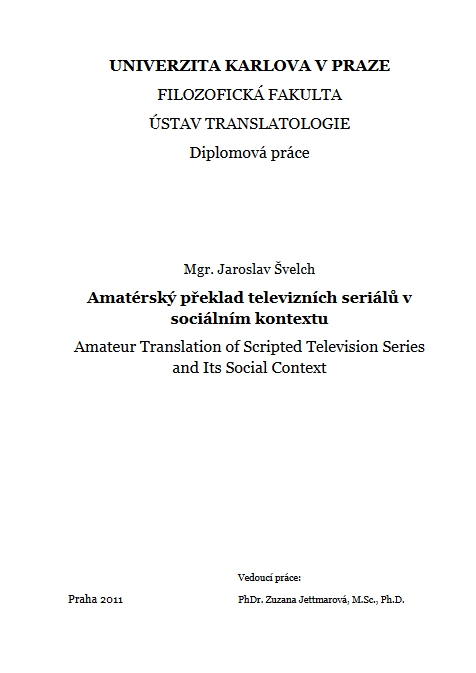 UNIVERZITA KARLOVA V PRAZE
FILOZOFICKÁ FAKULTA
ÚSTAV TRANSLATOLOGIE
Diplomová práce
Mgr. Jaroslav Švelch
Amatérský překlad televizních seriálů v
sociálním kontextu
Amateur Translation of Scripted Television Series
and Its Social Context
Vedoucí práce:
Praha 2011 PhDr. Zuzana Jettmarová, M.Sc., Ph.D.